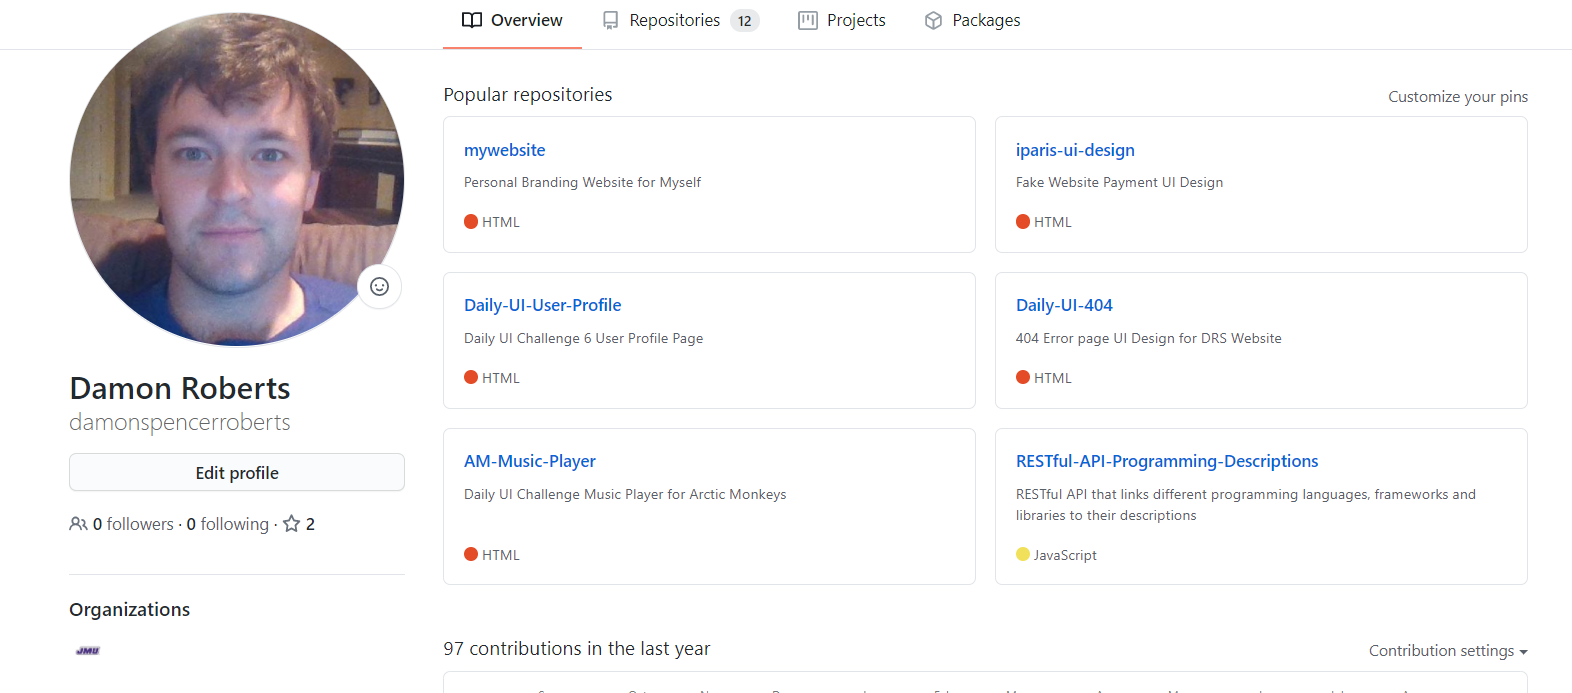 Overview Repositories 12 Projects Packages
Damon Roberts
damonspencerroberts
Edit profile
0 followers · 0 following · 2
Organizations
JMU
Popular repositories
Customize your pins
mywebsite
Personal Branding Website for Myself
HTML
iparis-ui-design
Fake Website Payment UI Design
HTML
Daily-UI-User-Profile
Daily UI Challenge 6 User Profile Page
HTML
Daily-UI-404
404 Error page UI Design for DRS Website
HTML
AM-Music-Player
Daily UI Challenge Music Player for Arctic Monkeys
HTML
RESTful-API-Programming-Descriptions
RESTful API that links different programming languages, frameworks and
libraries to their descriptions
JavaScript
97 contributions in the last year
Contribution settings